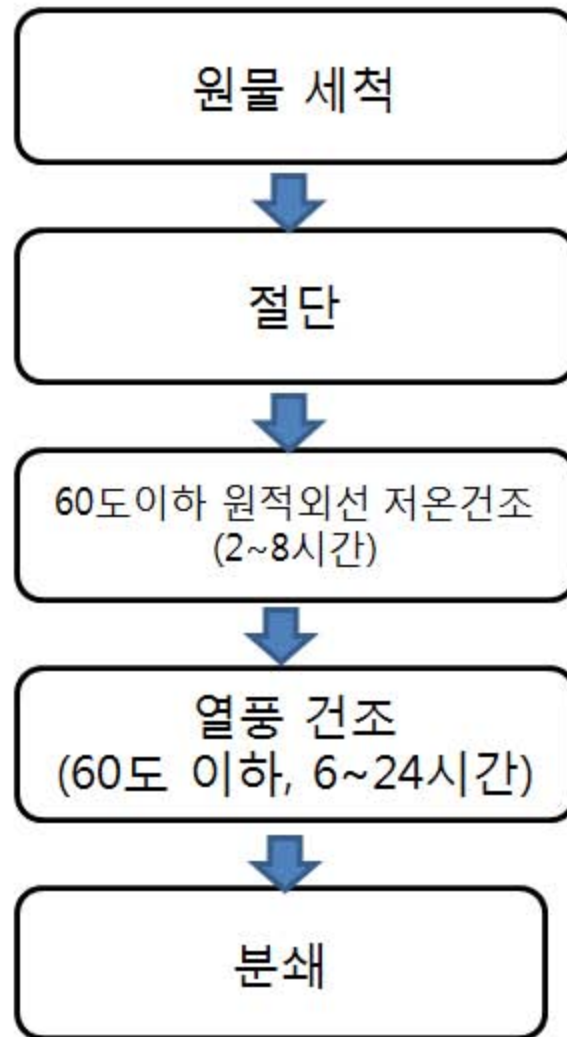 원물 세척
절단
60도이하 원적외선 저온건조
(2~8시간)
열풍 건조
(60도 이하, 6~24시간)
분쇄